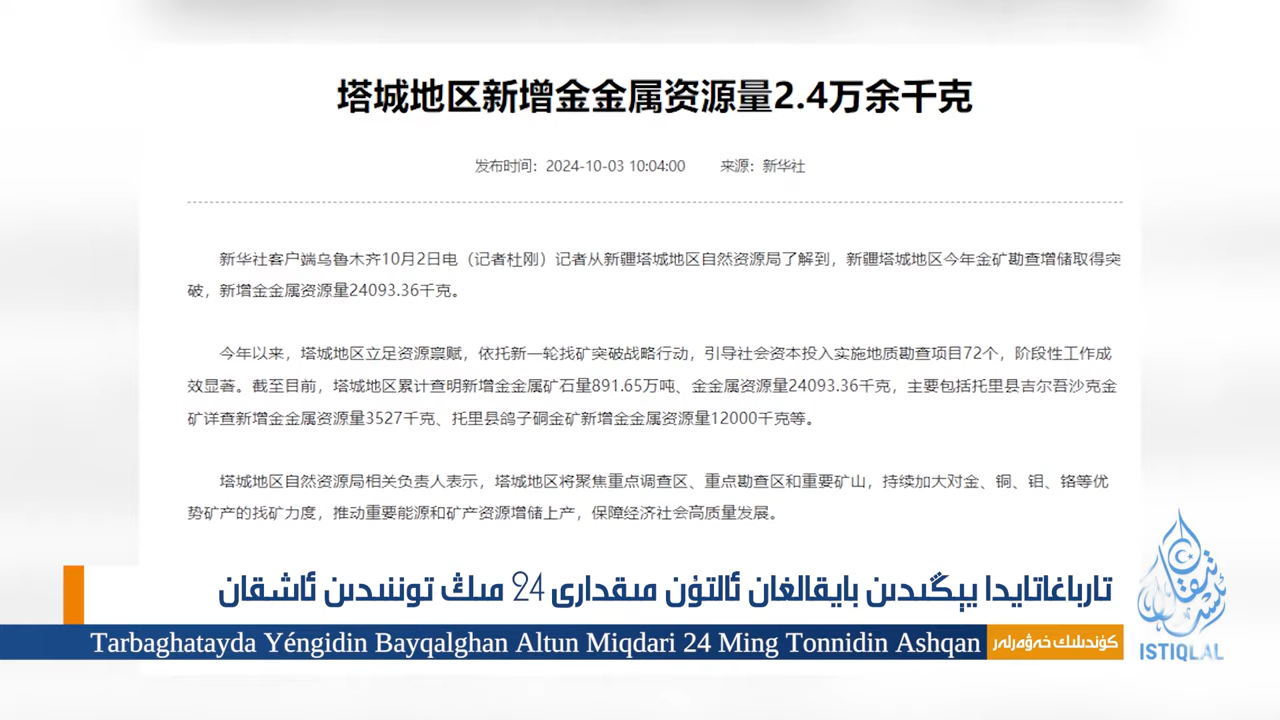 塔城地区新增金金属资源量2.4万余千克
发布时间：2024-10-03 10:04:00 来源：新华社
新华社客户端乌鲁木齐10月2日电（记者杜刚）记者从新疆塔城地区自然资源局了解到，新疆塔城地区今年金矿勘查增储取得突
破，新增金金属资源量24093.36千克。
今年以来，塔城地区立足资源禀赋，依托新一轮找矿突破战略行动，引导社会资本投入实施地质勘查项目72个，阶段性工作成
效显著。截至目前，塔城地区累计查明新增金金属矿石量891.65万吨、金金属资源量24093.36千克，主要包括托里县吉尔吾沙克金
矿详查新增金金属资源量3527千克、托里县鸽子硐金矿新增金金属资源量12000千克等。
塔城地区自然资源局相关负责人表示，塔城地区将聚焦重点调查区、重点勘查区和重要矿山，持续加大对金、铜、钼、铬等优
势矿产的找矿力度，推动重要能源和矿产资源增储上产，保障经济社会高质量发展。
تارباغاتايدا يېڭىدىن بايقالغان ئالتۇن مىقدارى 24 مىڭ توننىدىن ئاشقان
Tarbaghatayda Yéngidin Bayqalghan Altun Miqdari 24 Ming Tonnidin Ashqan
كۈندىلىك خەۋەرلەر
ئىستىقلال
ISTIQLAL